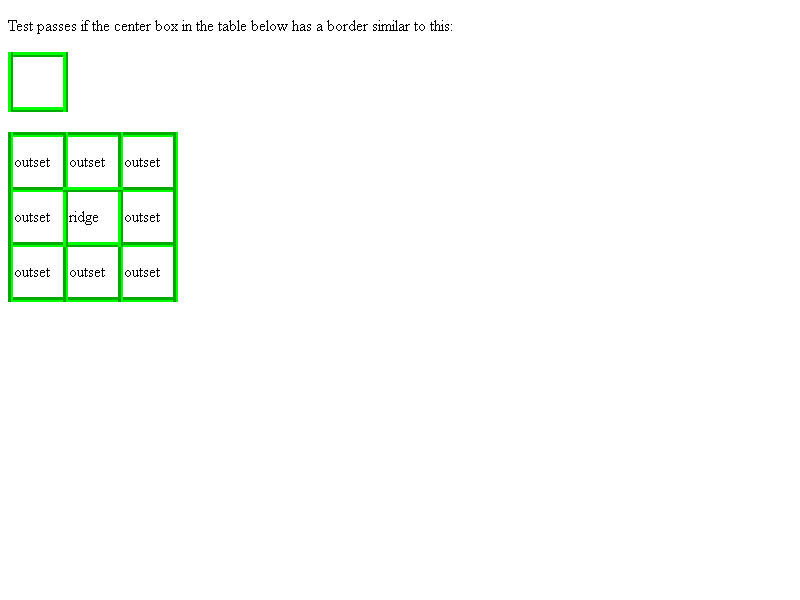 Test passes if the center box in the table below has a border similar to this:
outset outset outset
outset ridge outset
outset outset outset